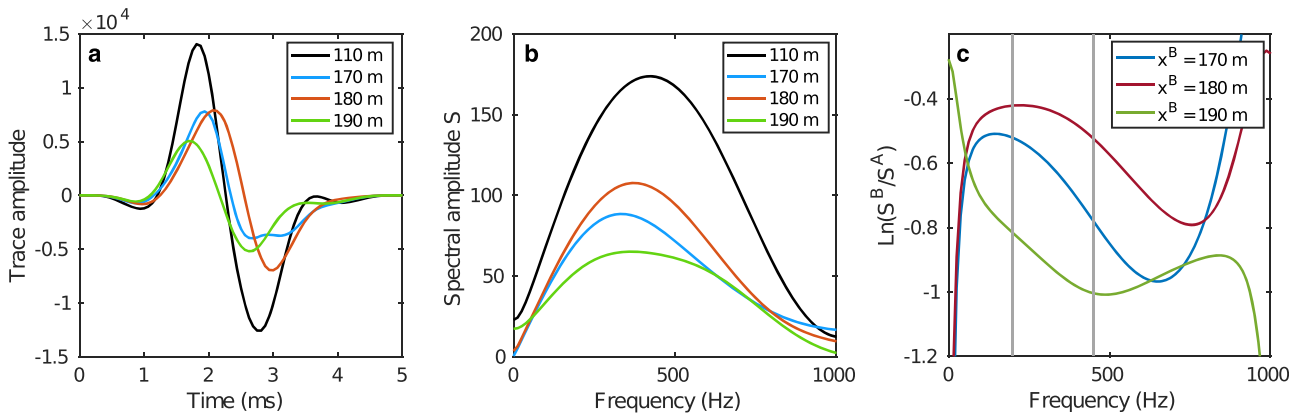 ×10⁴
a
1.5
1
0.5
0
-0.5
-1
-1.5
0 1 2 3 4 5
Trace amplitude
Time (ms)
110 m
170 m
180 m
190 m
b
200
150
100
50
0
0 500 1000
Spectral amplitude S
Frequency (Hz)
110 m
170 m
180 m
190 m
c
-0.4
-0.6
-0.8
-1
-1.2
0 500 1000
Ln(S^B/S^A)
Frequency (Hz)
x^B = 170 m
x^B = 180 m
x^B = 190 m